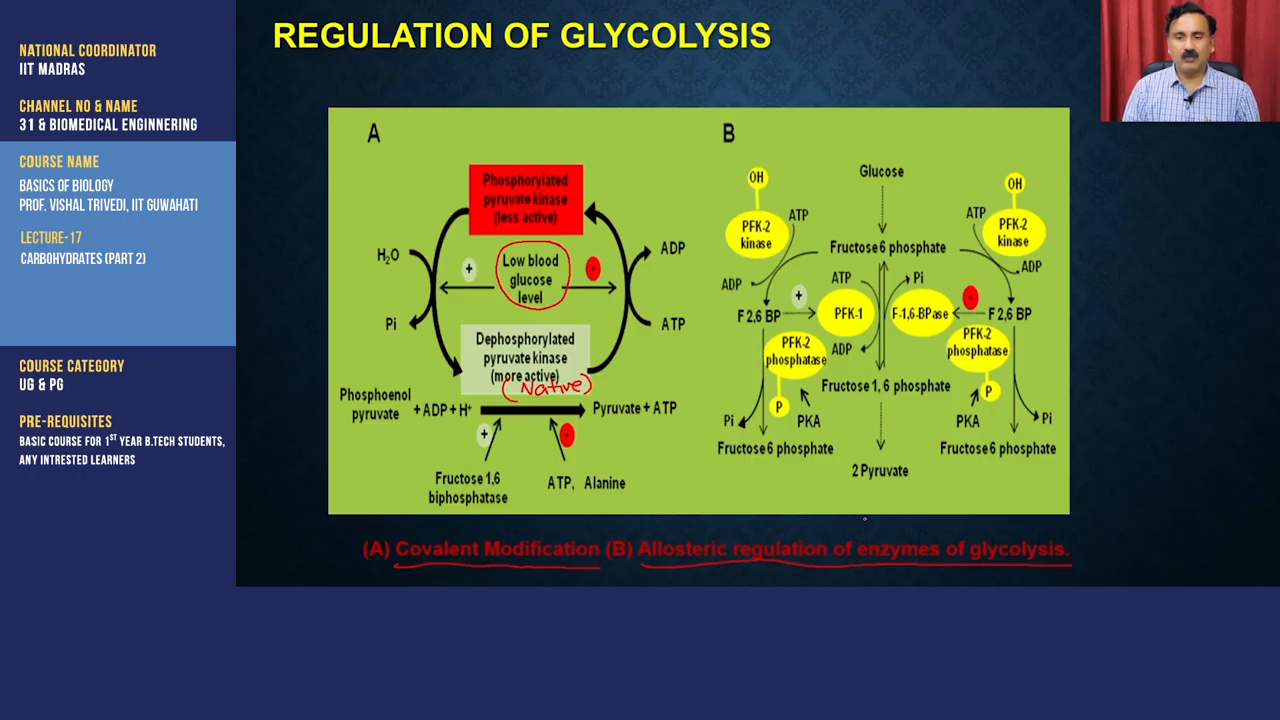 NATIONAL COORDINATOR
IIT MADRAS
CHANNEL NO & NAME
31 & BIOMEDICAL ENGINNERING
COURSE NAME
BASICS OF BIOLOGY
PROF. VISHAL TRIVEDI, IIT GUWAHATI
LECTURE-17
CARBOHYDRATES (PART 2)
COURSE CATEGORY
UG & PG
PRE-REQUISITES
BASIC COURSE FOR 1ST YEAR B.TECH STUDENTS,
ANY INTRESTED LEARNERS
REGULATION OF GLYCOLYSIS
A
Phosphorylated
pyruvate kinase
(less active)
H2O
+
Low blood
glucose
level
-
ADP
Pi
ATP
Dephosphorylated
pyruvate kinase
(more active)
(Native)
Phosphoenol
pyruvate
+ ADP + H+
Pyruvate + ATP
+
-
Fructose 1,6
biphosphatase
ATP, Alanine
B
Glucose
OH
PFK-2
kinase
ATP
ADP
Fructose 6 phosphate
OH
PFK-2
kinase
ATP
ADP
F 2,6 BP
+
PFK-1
ATP
ADP
Pi
F-1,6-BPase
-
F 2,6 BP
PFK-2
phosphatase
P
PKA
Pi
Fructose 6 phosphate
Fructose 1, 6 phosphate
2 Pyruvate
PFK-2
phosphatase
P
PKA
Pi
Fructose 6 phosphate
(A) Covalent Modification (B) Allosteric regulation of enzymes of glycolysis.